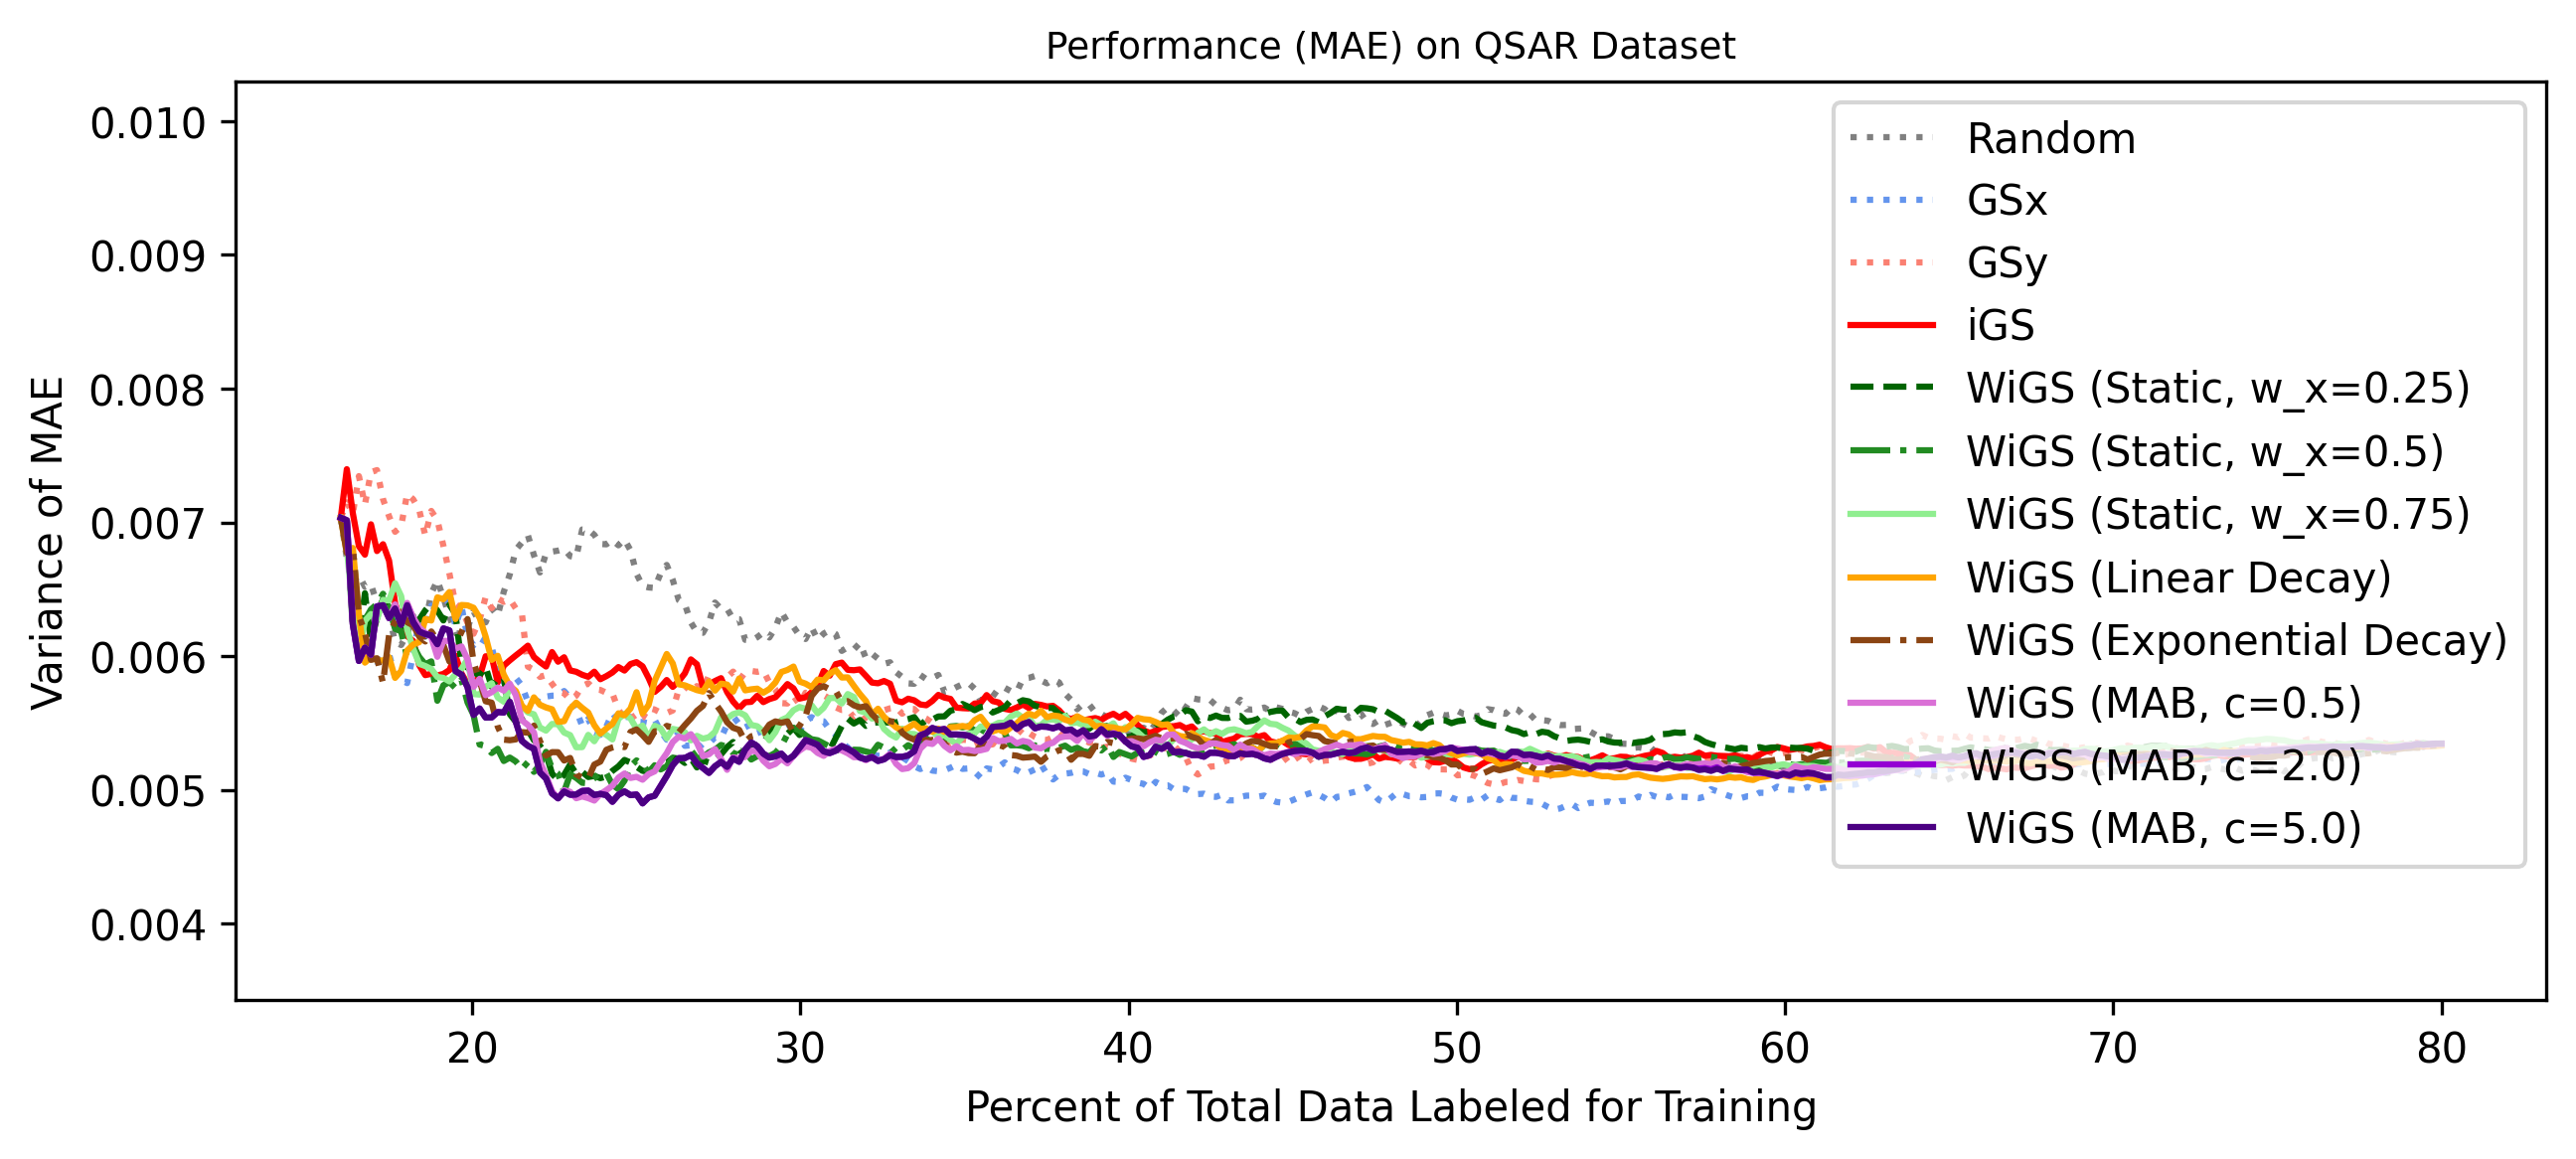 Performance (MAE) on QSAR Dataset
Variance of MAE
0.010
0.009
0.008
0.007
0.006
0.005
0.004
Random
GSx
GSy
iGS
WiGS (Static, w_x=0.25)
WiGS (Static, w_x=0.5)
WiGS (Static, w_x=0.75)
WiGS (Linear Decay)
WiGS (Exponential Decay)
WiGS (MAB, c=0.5)
WiGS (MAB, c=2.0)
WiGS (MAB, c=5.0)
20 30 40 50 60 70 80
Percent of Total Data Labeled for Training